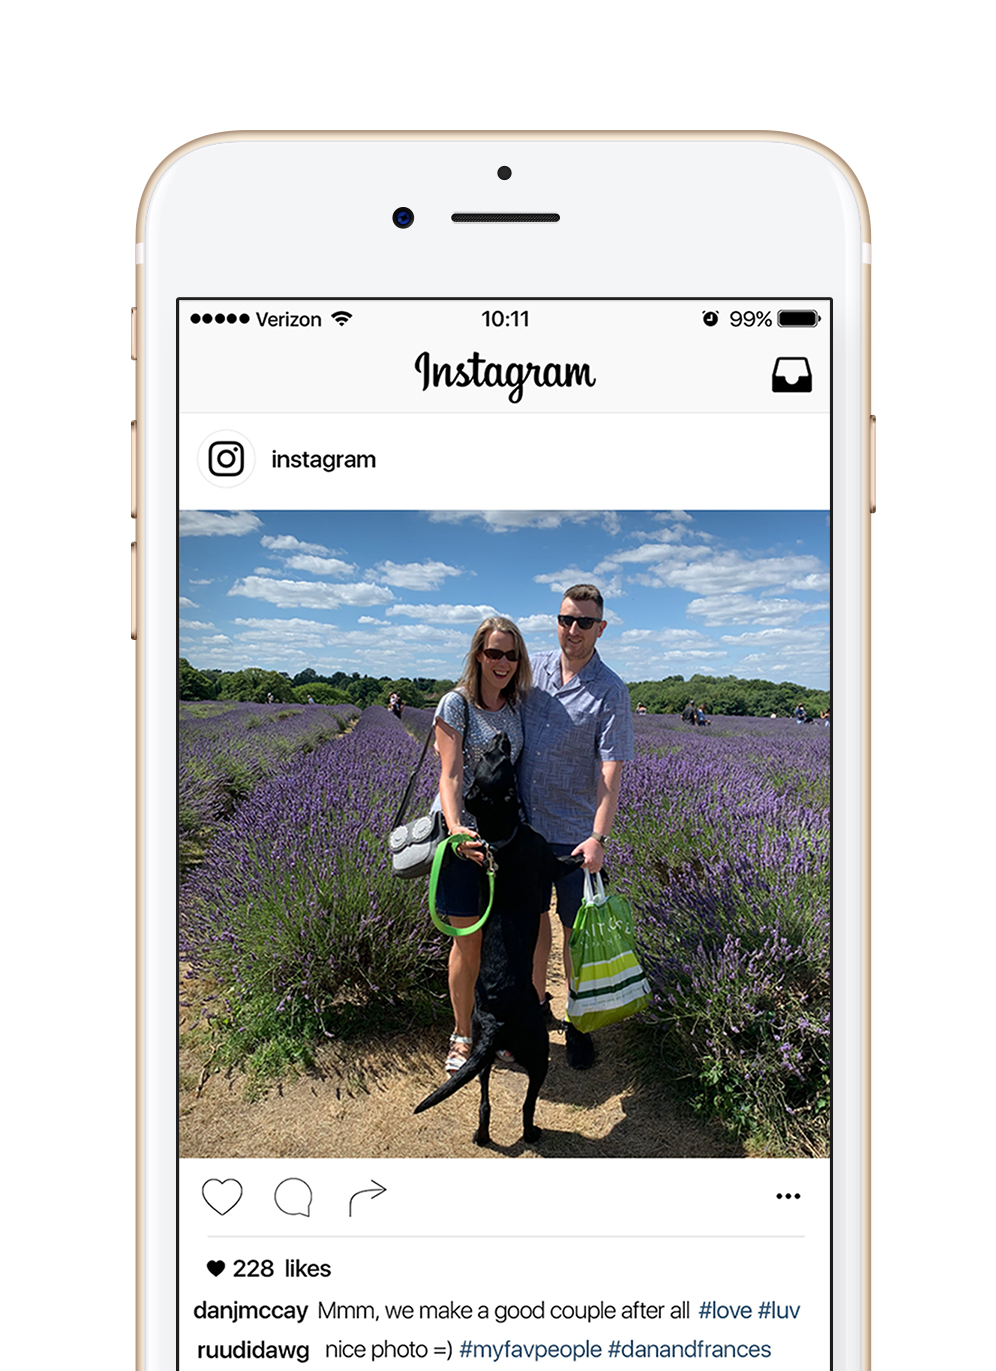 Verizon 10:11 99%
Instagram
instagram
228 likes
danjmccay Mmm, we make a good couple after all #love #luv
ruudidawg nice photo =) #myfavpeople #danandfrances